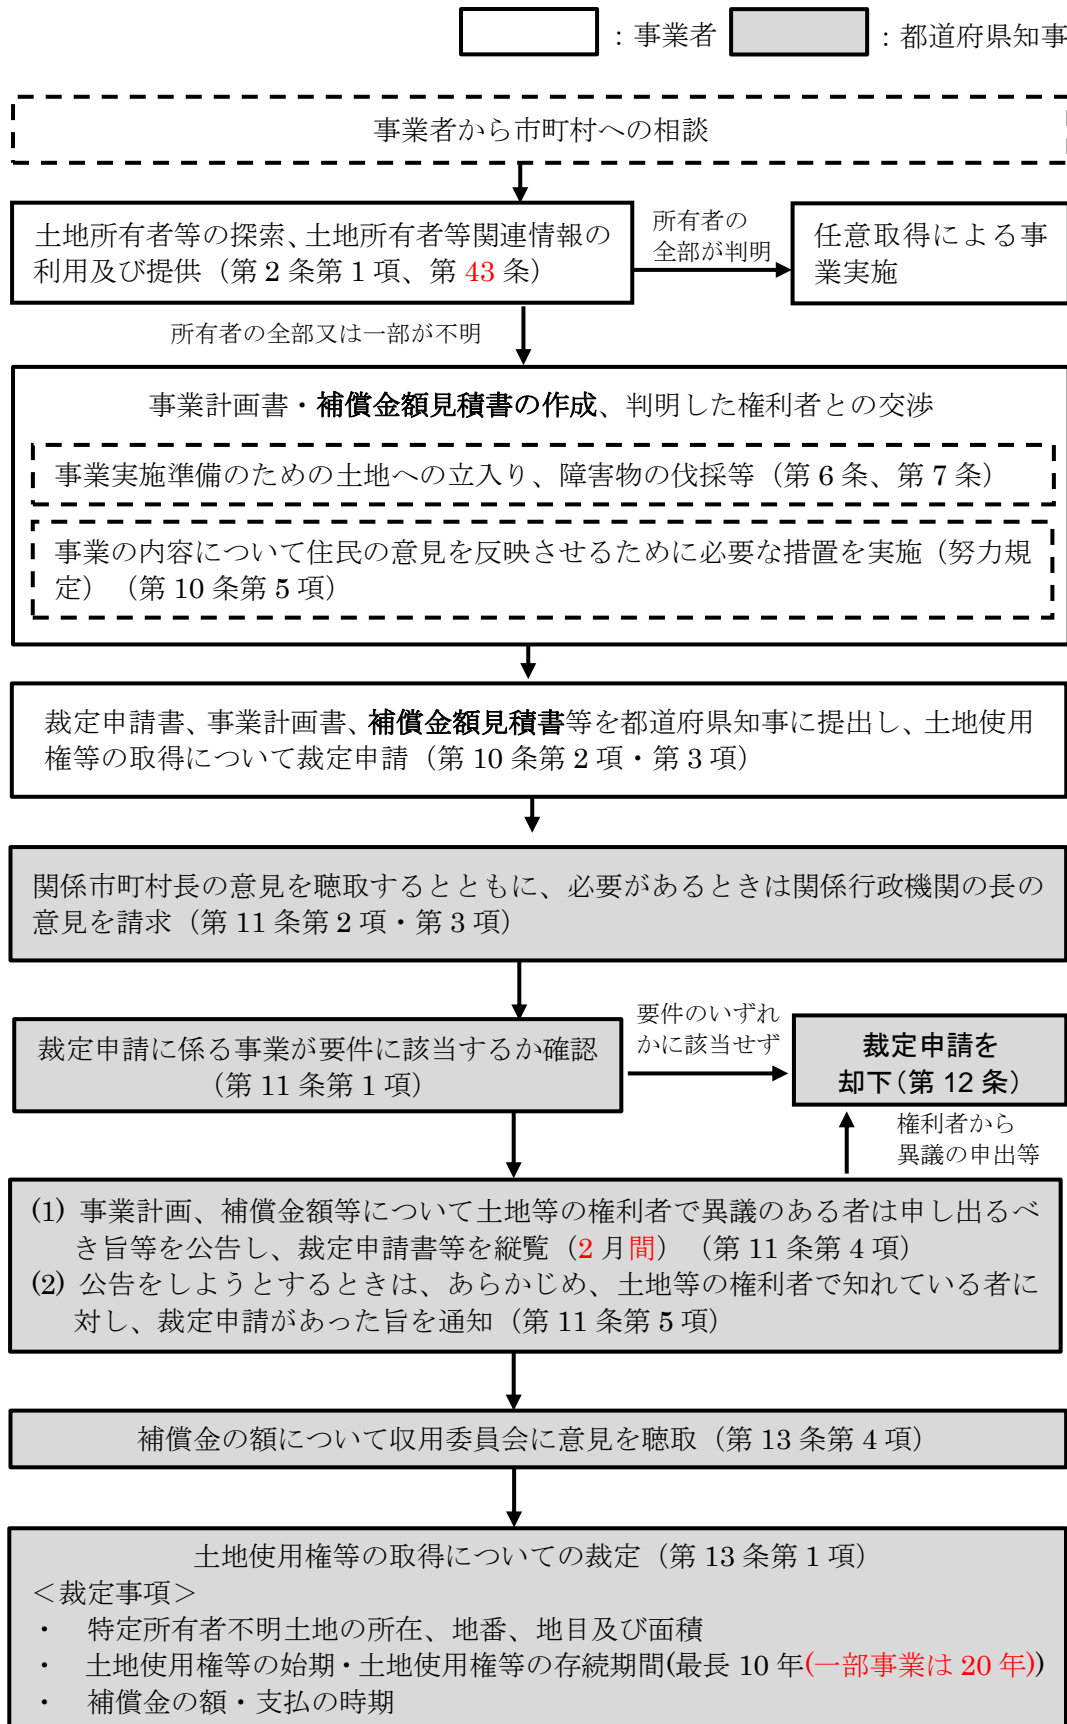 ：事業者
：都道府県知事
事業者から市町村への相談
土地所有者等の探索、土地所有者等関連情報の
利用及び提供（第 2 条第 1 項、第 43 条）
所有者の
全部が判明
任意取得による事
業実施
所有者の全部又は一部が不明
事業計画書・補償金額見積書の作成、判明した権利者との交渉
事業実施準備のための土地への立入り、障害物の伐採等（第 6 条、第 7 条）
事業の内容について住民の意見を反映させるために必要な措置を実施（努力規
定）（第 10 条第 5 項）
裁定申請書、事業計画書、補償金額見積書等を都道府県知事に提出し、土地使用
権等の取得について裁定申請（第 10 条第 2 項・第 3 項）
関係市町村長の意見を聴取するとともに、必要があるときは関係行政機関の長の
意見を請求（第 11 条第 2 項・第 3 項）
裁定申請に係る事業が要件に該当するか確認
（第 11 条第 1 項）
要件のいずれ
かに該当せず
裁定申請を
却下（第 12 条）
権利者から
異議の申出等
(1) 事業計画、補償金額等について土地等の権利者で異議のある者は申し出るべ
き旨等を公告し、裁定申請書等を縦覧（2 月間）（第 11 条第 4 項）
(2) 公告をしようとするときは、あらかじめ、土地等の権利者で知れている者に
対し、裁定申請があった旨を通知（第 11 条第 5 項）
補償金の額について収用委員会に意見を聴取（第 13 条第 4 項）
土地使用権等の取得についての裁定（第 13 条第 1 項）
＜裁定事項＞
・ 特定所有者不明土地の所在、地番、地目及び面積
・ 土地使用権等の始期・土地使用権等の存続期間(最長 10 年(一部事業は 20 年))
・ 補償金の額・支払の時期